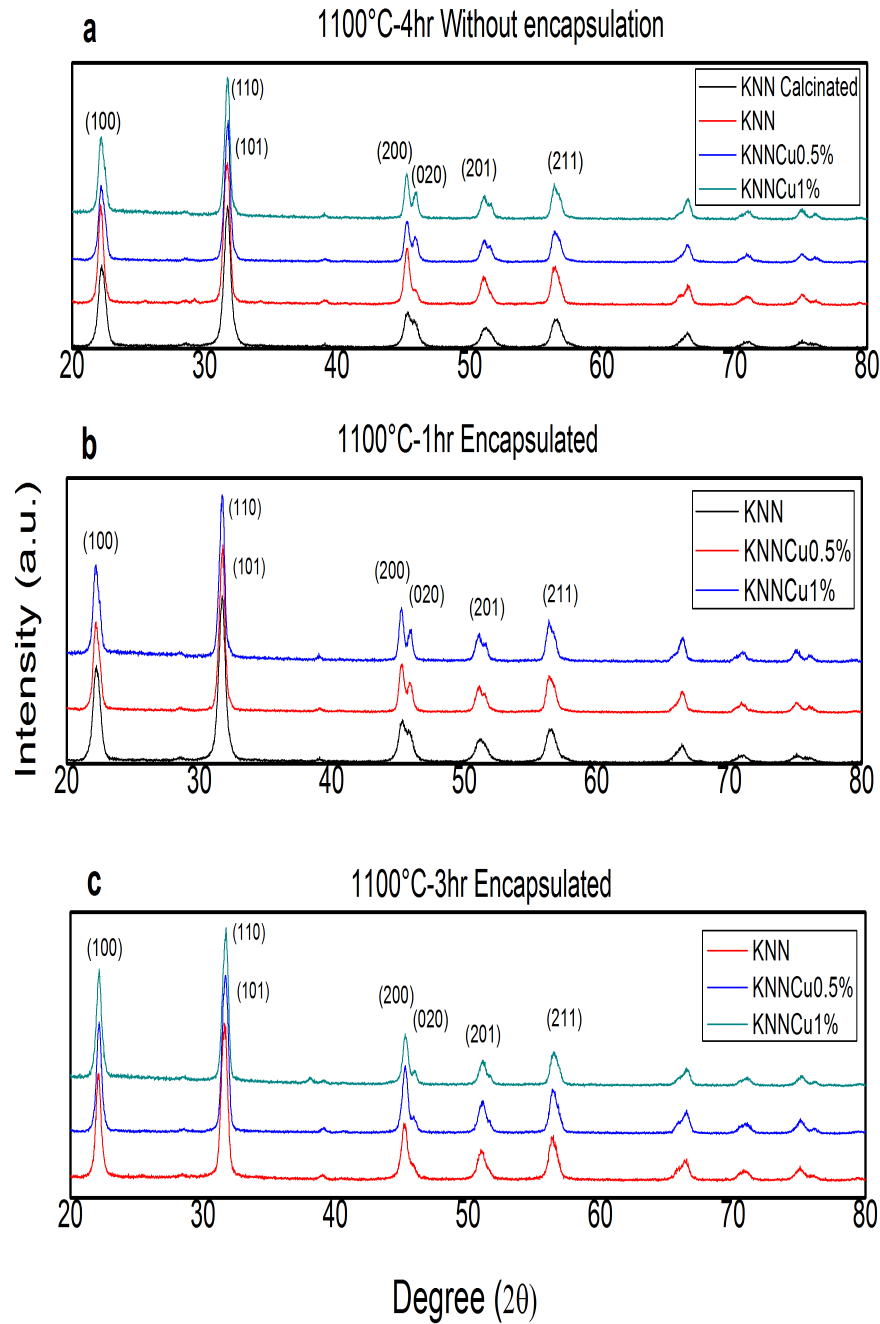 a
1100°C-4hr Without encapsulation
KNN Calcinated
KNN
KNNCu0.5%
KNNCu1%
(100)
(110)
(101)
(200)
(020)
(201)
(211)
20 30 40 50 60 70 80
b
1100°C-1hr Encapsulated
KNN
KNNCu0.5%
KNNCu1%
(100)
(110)
(101)
(200)
(020)
(201)
(211)
20 30 40 50 60 70 80
Intensity (a.u.)
c
1100°C-3hr Encapsulated
KNN
KNNCu0.5%
KNNCu1%
(100)
(110)
(101)
(200)
(020)
(201)
(211)
20 30 40 50 60 70 80
Degree (2θ)